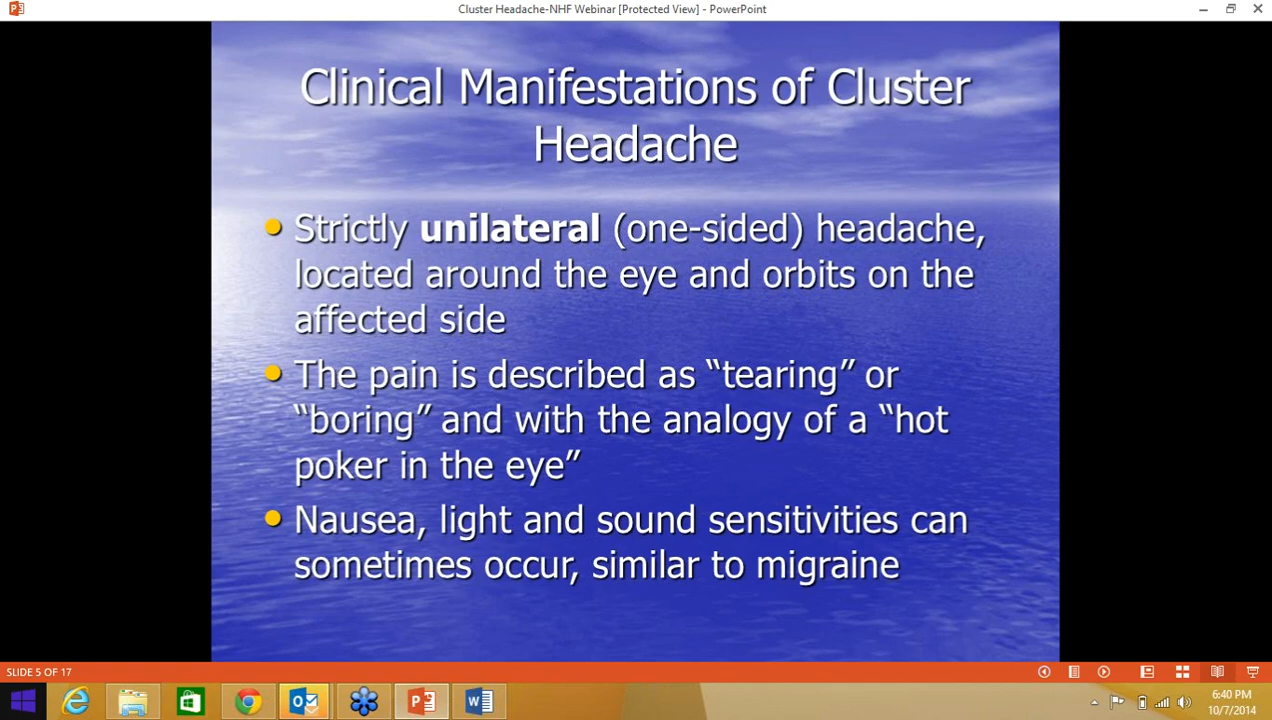 Cluster Headache-NHF Webinar [Protected View] - PowerPoint
Clinical Manifestations of Cluster
Headache
• Strictly unilateral (one-sided) headache,
located around the eye and orbits on the
affected side
• The pain is described as “tearing” or
“boring” and with the analogy of a “hot
poker in the eye”
• Nausea, light and sound sensitivities can
sometimes occur, similar to migraine
SLIDE 5 OF 17
6:40 PM
10/7/2014